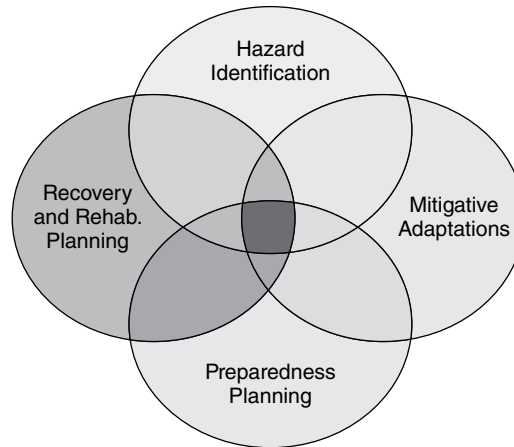 Hazard
Identification
Recovery
and Rehab.
Planning
Mitigative
Adaptations
Preparedness
Planning